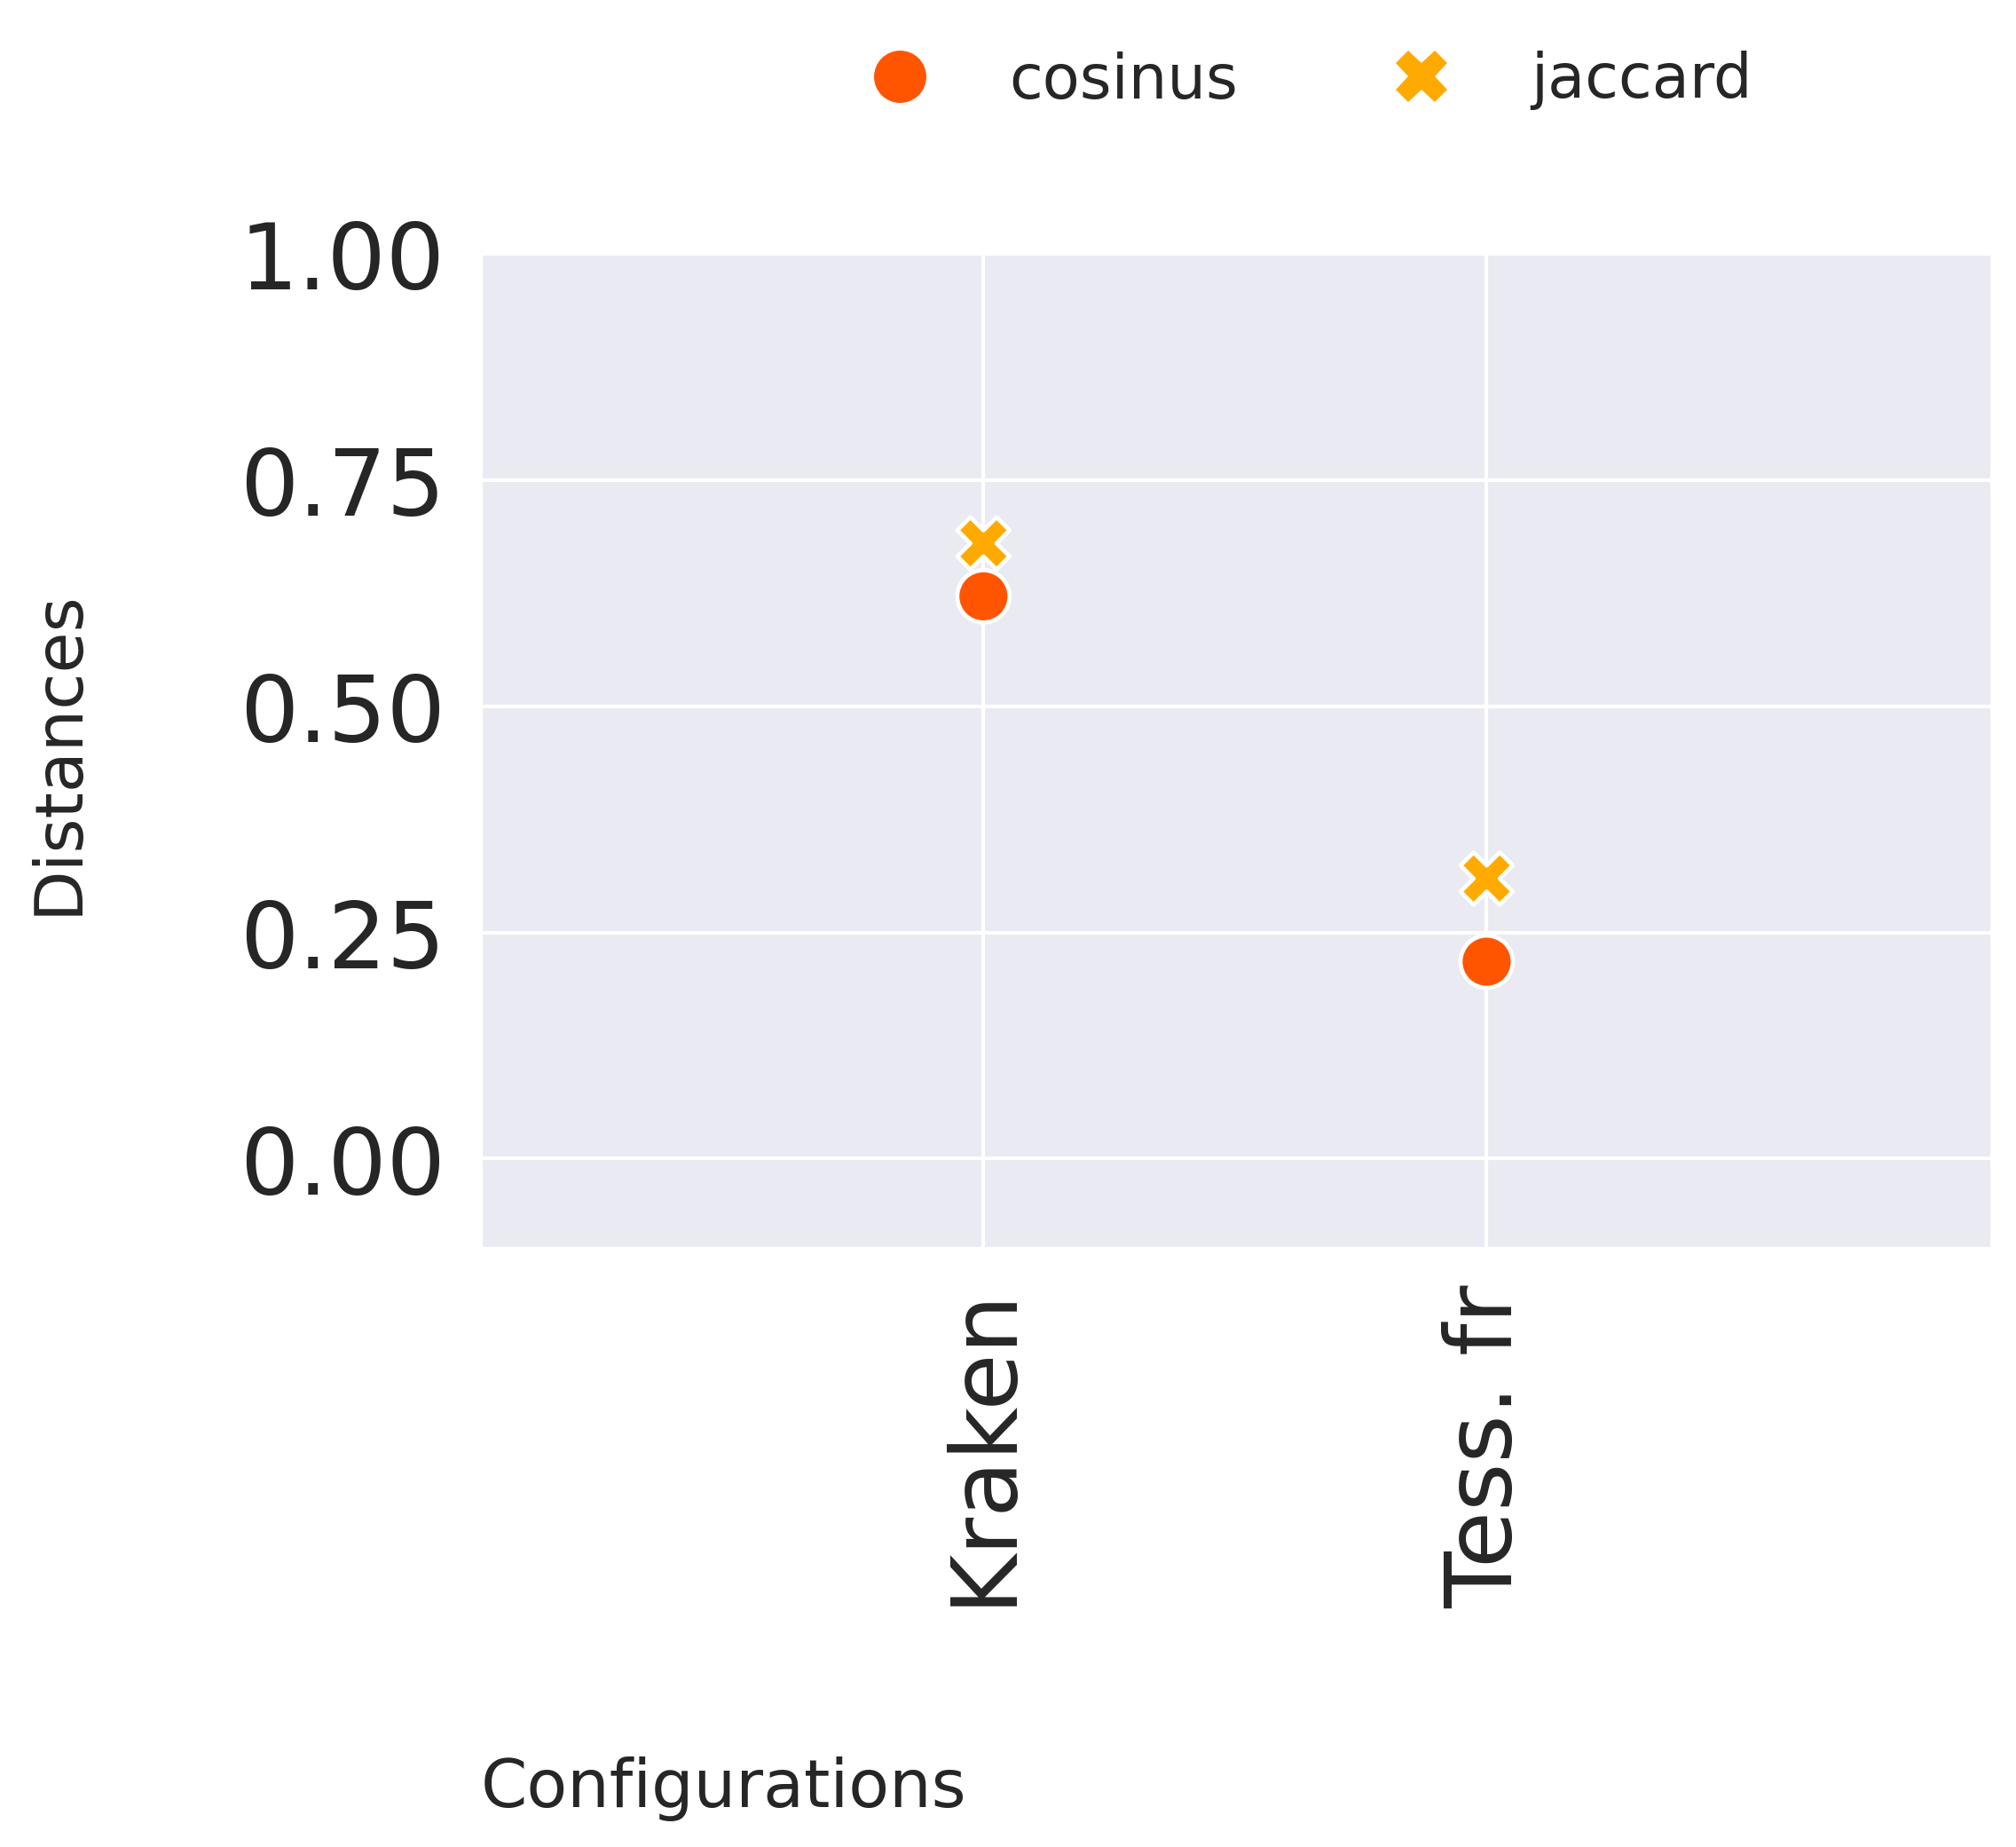 cosinus jaccard
1.00
0.75
0.50
0.25
0.00
Distances
Kraken
Tess. fr
Configurations